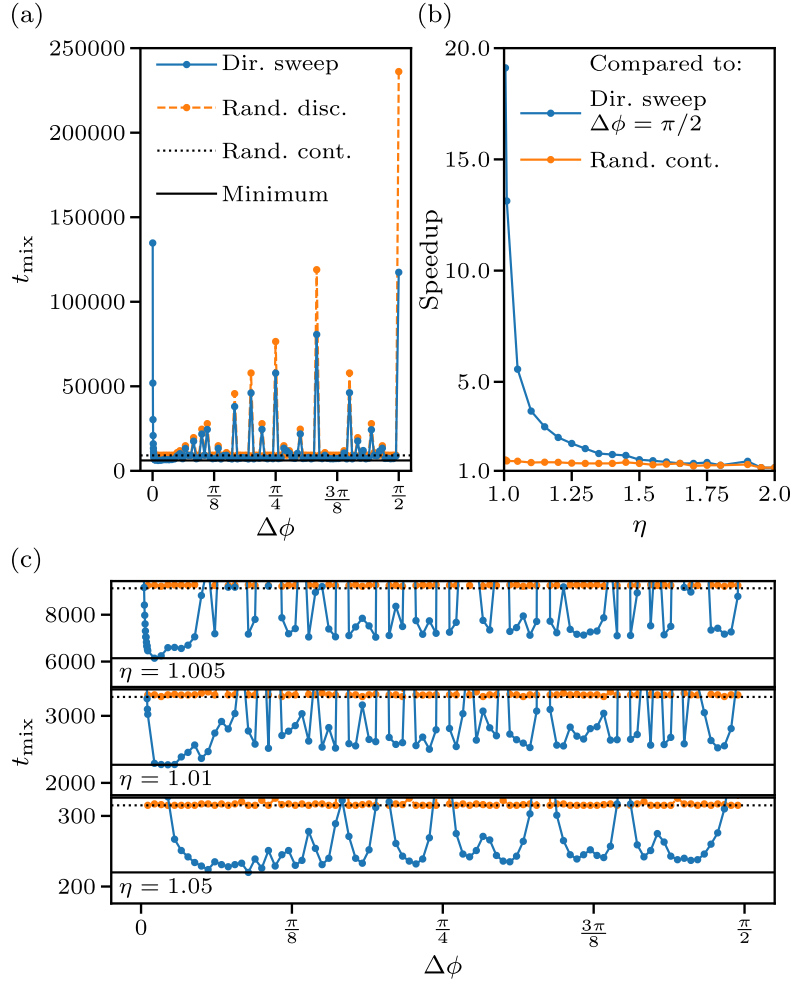 (a)
250000
200000
150000
100000
50000
0
t_mix
Dir. sweep
Rand. disc.
Rand. cont.
Minimum
0
π/8
π/4
3π/8
π/2
Δϕ
(b)
20.0
15.0
10.0
5.0
1.0
Speedup
Compared to:
Dir. sweep
Δϕ = π/2
Rand. cont.
1.0
1.25
1.5
1.75
2.0
η
(c)
8000
6000
η = 1.005
3000
2000
η = 1.01
300
200
η = 1.05
t_mix
0
π/8
π/4
3π/8
π/2
Δϕ